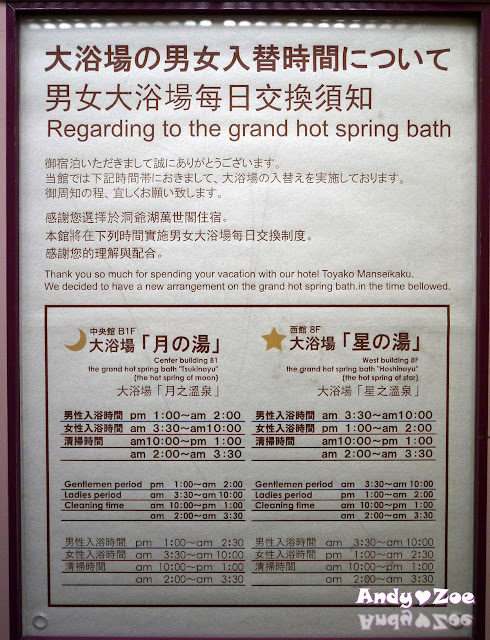 大浴場の男女入替時間について
男女大浴場每日交換須知
Regarding to the grand hot spring bath
御宿泊いただきまして誠にありがとうございます。
当館では下記時間帯におきまして、大浴場の入替えを実施しております。
御周知の程、宜しくお願い致します。
感謝您選擇於洞爺湖萬世閣住宿。
本館將在下列時間實施男女大浴場每日交換制度。
感謝您的理解與配合。
Thank you so much for spending your vacation with our hotel Toyako Manseikaku.
We decided to have a new arrangement on the grand hot spring bath.in the time bellowed.
中央館 B1F
大浴場「月の湯」
Center building B1
the grand hot spring bath "Tsukinoyu"
(the hot spring of moon)
大浴場「月之溫泉」
男性入浴時間 pm 1:00〜am 2:00
女性入浴時間 am 3:30〜am10:00
清掃時間 am10:00〜pm 1:00
am 2:00〜am 3:30
Gentlemen period pm 1:00〜am 2:00
Ladies period am 3:30〜am 10:00
Cleaning time am 10:00〜pm 1:00
am 2:00〜am 3:30
男性入浴時間 pm 1:00〜am 2:30
女性入浴時間 am 3:30〜am 10:00
清掃時間 am 10:00〜pm 1:00
am 2:00〜am 3:30
西館 8F
大浴場「星の湯」
West building 8F
the grand hot spring bath "Hoshinoyu"
(the hot spring of star)
大浴場「星之溫泉」
男性入浴時間 am 3:30〜am10:00
女性入浴時間 pm 1:00〜am 2:00
清掃時間 am10:00〜pm 1:00
am 2:00〜am 3:30
Gentlemen period am 3:30〜am 10:00
Ladies period pm 1:00〜am 2:00
Cleaning time am 10:00〜pm 1:00
am 2:00〜am 3:30
男性入浴時間 am 3:30〜am 10:00
女性入浴時間 pm 1:00〜am 2:30
清掃時間 am 10:00〜pm 1:00
am 2:00〜am 3:30
Andy♥Zoe